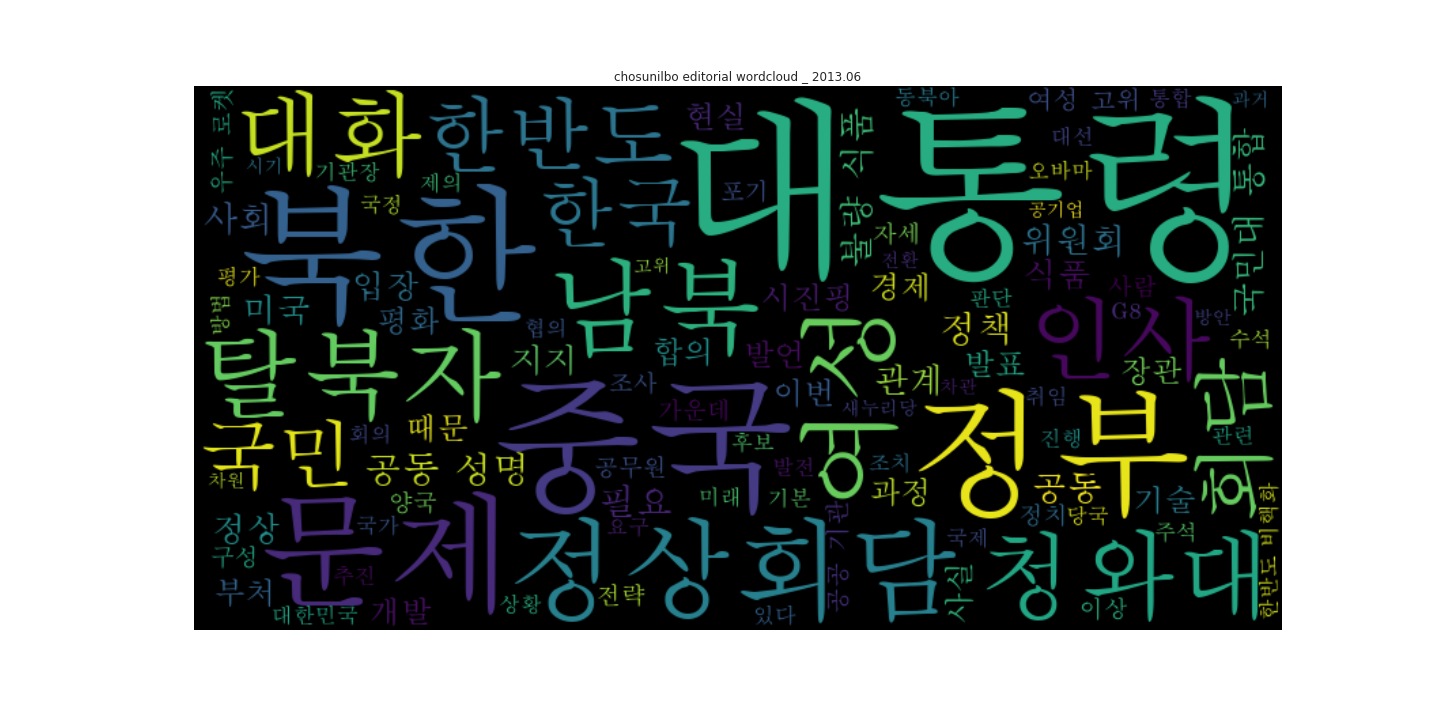 chosunilbo editorial wordcloud _ 2013.06
우주 로켓
대화
한반도
현실
대통령
동북아
여성 고위
통합
과거
시기
기관장
제의
국정
사회
북한
한국
포기
불량 식품
대선
오바마
공기업
국민대통합
자세
위원회
전환
평가
입장
고위
남북
시진핑
경제
식품
사람
미국
평화
방법
협의
판단
G8
방안
인사
정책
수석
탈북자
지지
합의
발언
여성
관계
발표
장관
회담
조사
이번
차관
국민
회의
때문
중국
가운데
새누리당
취임
정부
후보
진행
관련
차원
공동 성명
공무원
발전
조치
양국
필요
미래
기본
과정
공동
기술
정상
국가
문제
요구
공공 기관
정치
당국
주석
한반도 비핵화
구성
추진
정상회담
국제
청와대
부처
사실
대한민국
개발
상황
전략
있다
이상